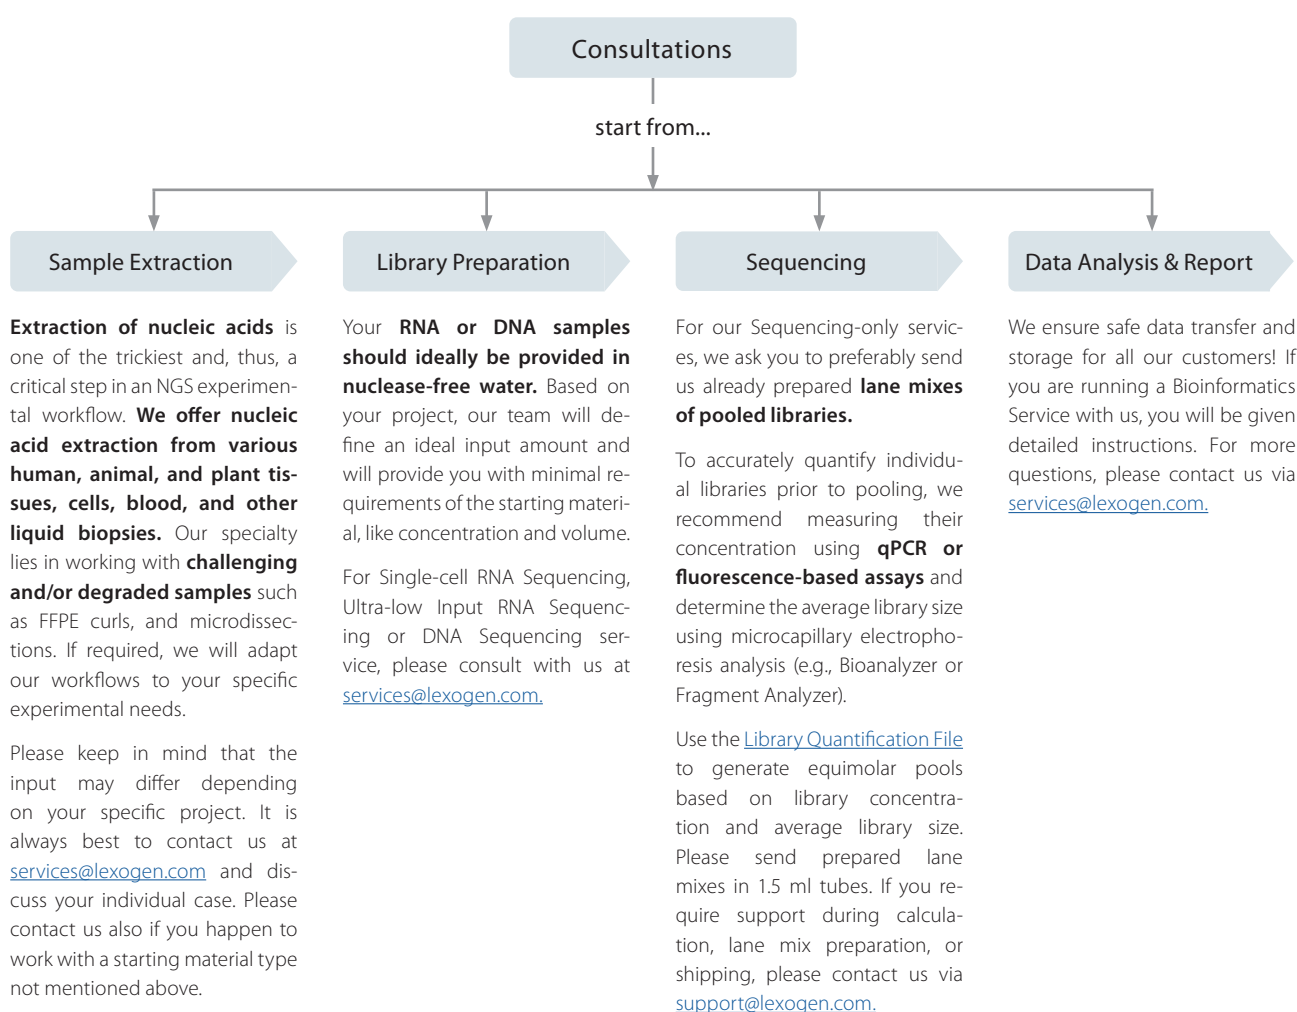 Consultations
start from...
Sample Extraction
Extraction of nucleic acids is
one of the trickiest and, thus, a
critical step in an NGS experimen-
tal workflow. We offer nucleic
acid extraction from various
human, animal, and plant tis-
sues, cells, blood, and other
liquid biopsies. Our specialty
lies in working with challenging
and/or degraded samples such
as FFPE curls, and microdissec-
tions. If required, we will adapt
our workflows to your specific
experimental needs.
Please keep in mind that the
input may differ depending
on your specific project. It is
always best to contact us at
services@lexogen.com and dis-
cuss your individual case. Please
contact us also if you happen to
work with a starting material type
not mentioned above.
Library Preparation
Your RNA or DNA samples
should ideally be provided in
nuclease-free water. Based on
your project, our team will de-
fine an ideal input amount and
will provide you with minimal re-
quirements of the starting materi-
al, like concentration and volume.
For Single-cell RNA Sequencing,
Ultra-low Input RNA Sequenc-
ing or DNA Sequencing ser-
vice, please consult with us at
services@lexogen.com.
Sequencing
For our Sequencing-only servic-
es, we ask you to preferably send
us already prepared lane mixes
of pooled libraries.
To accurately quantify individu-
al libraries prior to pooling, we
recommend measuring their
concentration using qPCR or
fluorescence-based assays and
determine the average library size
using microcapillary electropho-
resis analysis (e.g., Bioanalyzer or
Fragment Analyzer).
Use the Library Quantification File
to generate equimolar pools
based on library concentra-
tion and average library size.
Please send prepared lane
mixes in 1.5 ml tubes. If you re-
quire support during calcula-
tion, lane mix preparation, or
shipping, please contact us via
support@lexogen.com.
Data Analysis & Report
We ensure safe data transfer and
storage for all our customers! If
you are running a Bioinformatics
Service with us, you will be given
detailed instructions. For more
questions, please contact us via
services@lexogen.com.